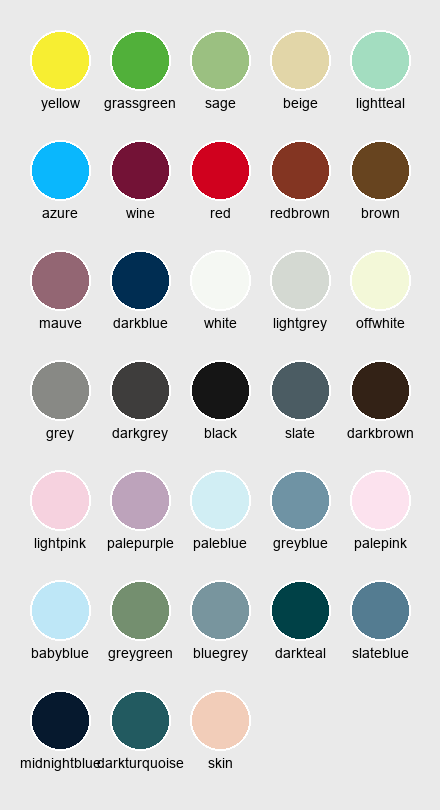 yellow grassgreen sage beige lightteal
azure wine red redbrown brown
mauve darkblue white lightgrey offwhite
grey darkgrey black slate darkbrown
lightpink palepurple paleblue greyblue palepink
babyblue greygreen bluegrey darkteal slateblue
midnightblue darkturquoise skin